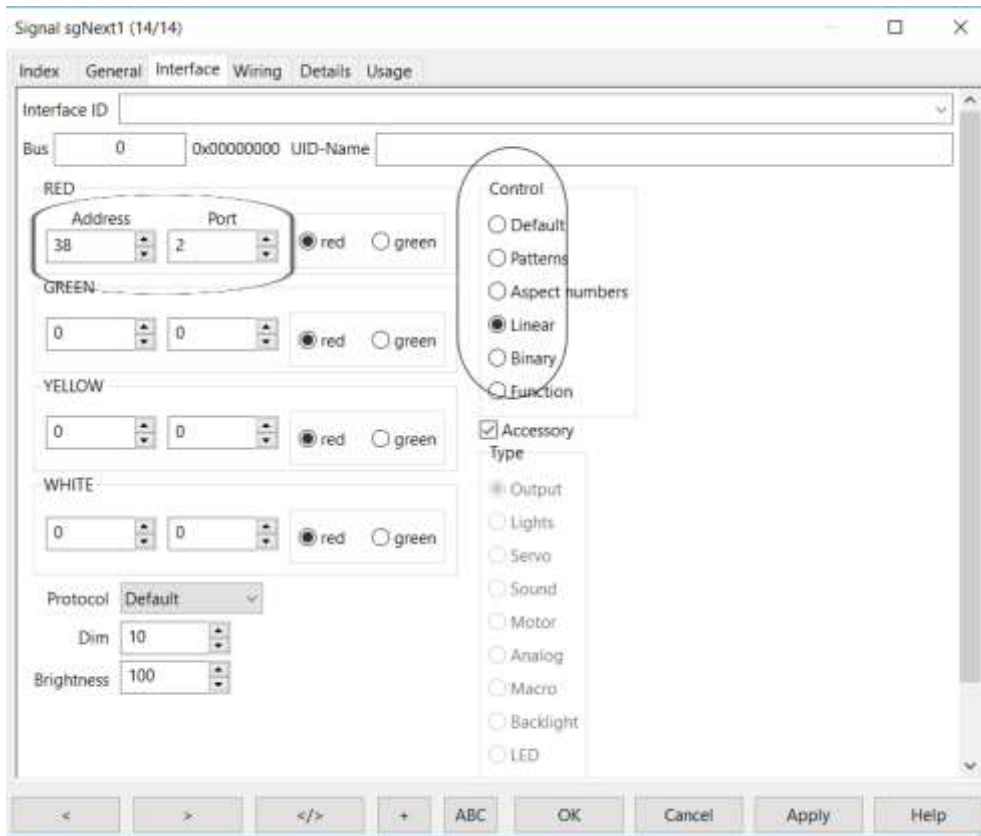 Signal sgNext1 (14/14)
Index General Interface Wiring Details Usage
Interface ID
Bus 0 0x00000000 UID-Name
RED
Address Port
38 2 red green
GREEN
0 0 red green
YELLOW
0 0 red green
WHITE
0 0 red green
Protocol Default
Dim 10
Brightness 100
Control
Default
Patterns
Aspect numbers
Linear
Binary
Function
Accessory
Type
Output
Lights
Servo
Sound
Motor
Analog
Macro
Backlight
LED
< > </> + ABC OK Cancel Apply Help